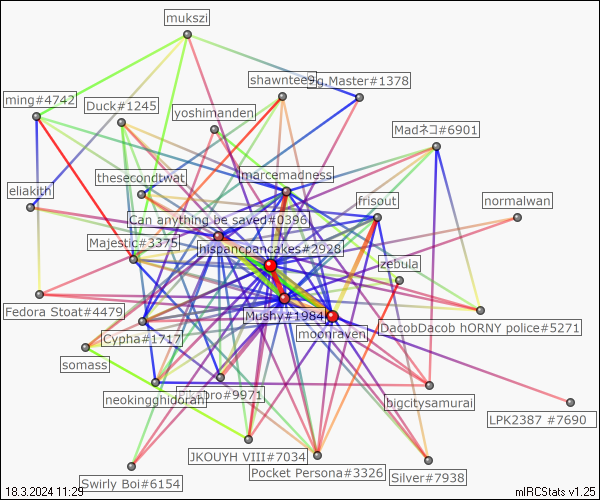 mukszi
shawntee9
g.Master#1378
ming#4742
Duck#1245
yoshimanden
Madネコ#6901
thesecondtwat
marcemadness
eliakith
frisout
normalwan
Can anything be saved#0396
Majestic#3375
hispancpancakes#2928
zebula
Fedora Stoat#4479
Mushy#1984
DacobDacob hORNY police#5271
Cypha#1717
moonraven
somass
neokingghidorah
bro#9971
bigcitysamurai
LPK2387 #7690
JKOUYH VIII#7034
Pocket Persona#3326
Swirly Boi#6154
Silver#7938
18.3.2024 11:29
mIRCStats v1.25